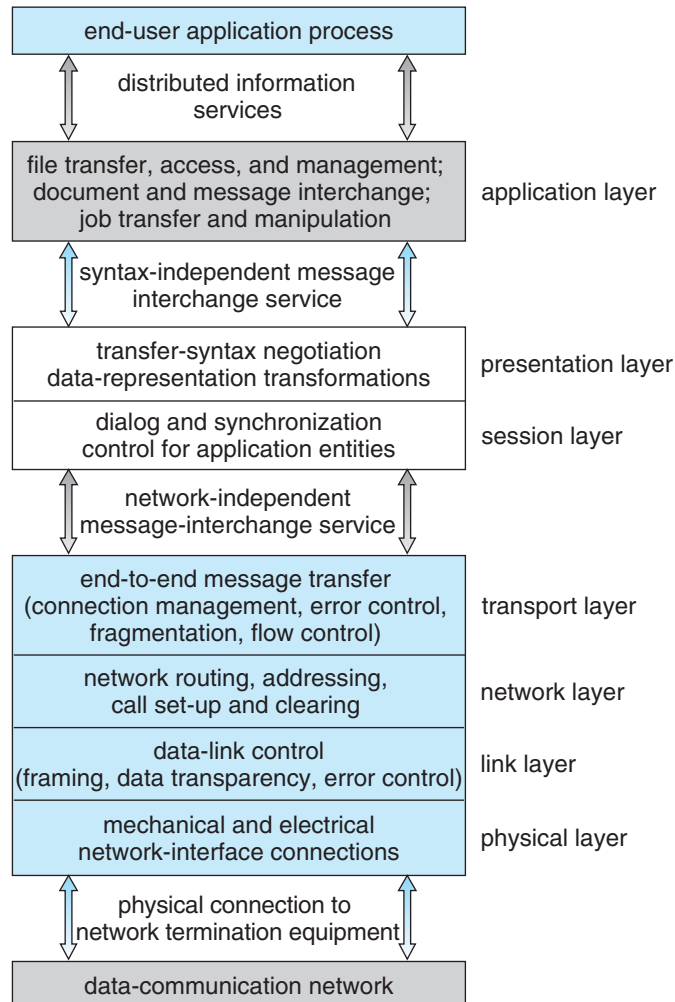 end-user application process
distributed information
services
file transfer, access, and management;
document and message interchange;
job transfer and manipulation
application layer
syntax-independent message
interchange service
transfer-syntax negotiation
data-representation transformations
presentation layer
dialog and synchronization
control for application entities
session layer
network-independent
message-interchange service
end-to-end message transfer
(connection management, error control,
fragmentation, flow control)
transport layer
network routing, addressing,
call set-up and clearing
network layer
data-link control
(framing, data transparency, error control)
link layer
mechanical and electrical
network-interface connections
physical layer
physical connection to
network termination equipment
data-communication network